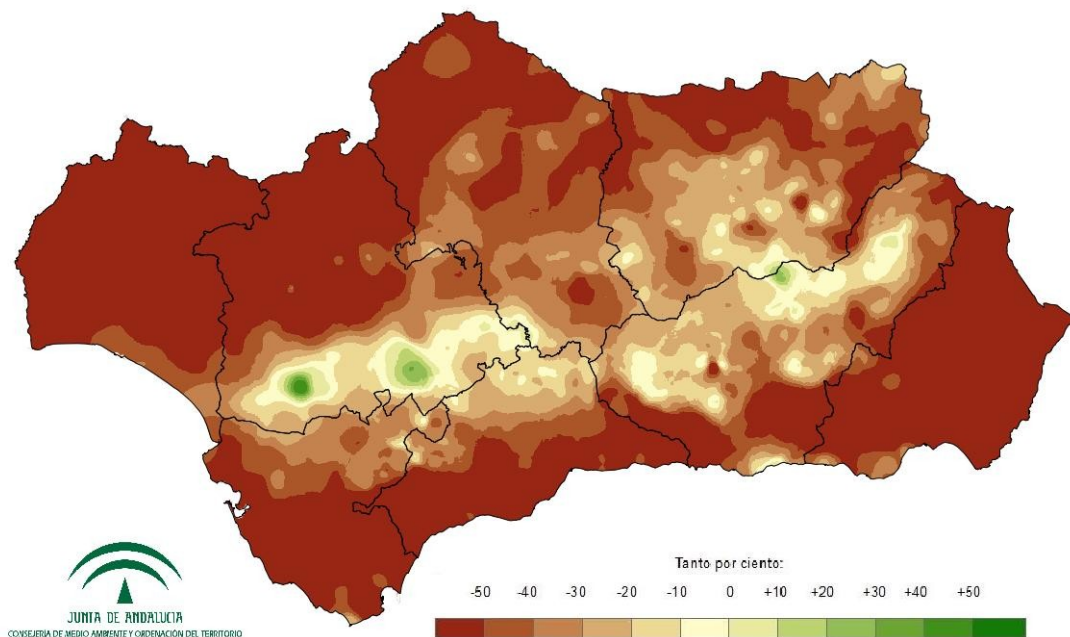 Tanto por ciento:
-50 -40 -30 -20 -10 0 +10 +20 +30 +40 +50
JUNTA DE ANDALUCIA
CONSEJERIA DE MEDIO AMBIENTE Y ORDENACIÓN DEL TERRITORIO